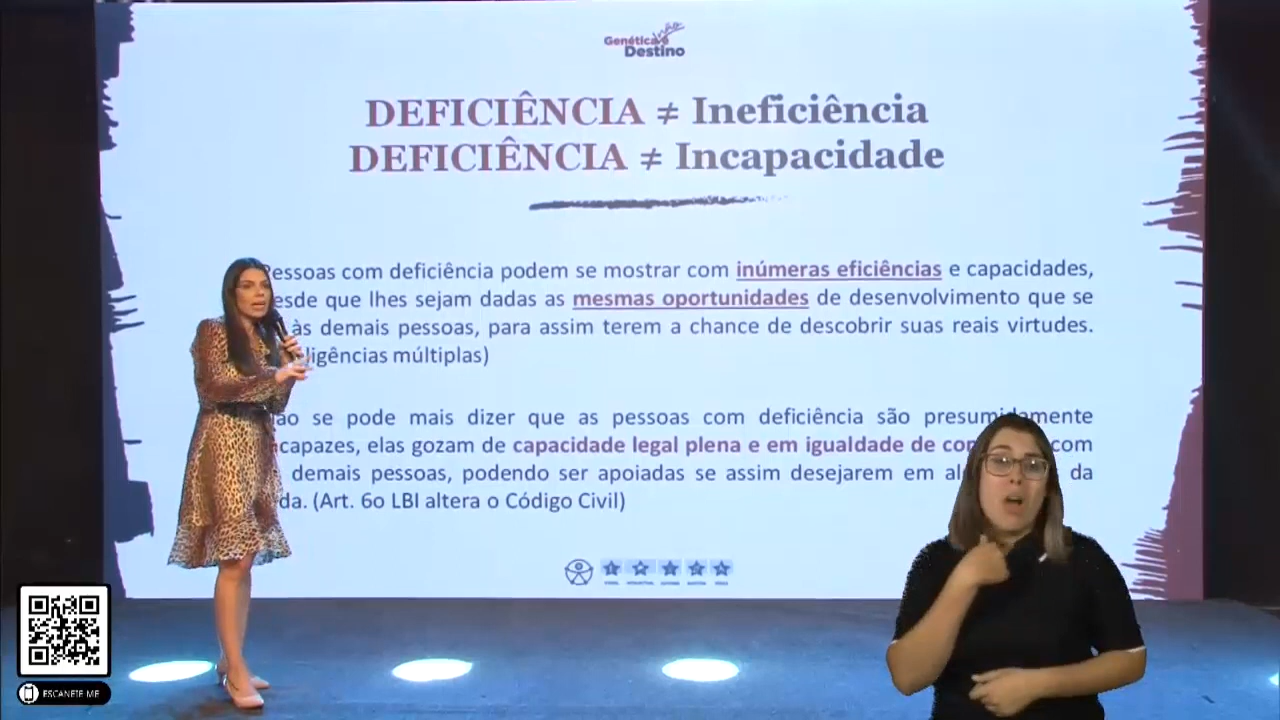 Genética não é
Destino
DEFICIÊNCIA ≠ Ineficiência
DEFICIÊNCIA ≠ Incapacidade
essoas com deficiência podem se mostrar com inúmeras eficiências e capacidades,
esde que lhes sejam dadas as mesmas oportunidades de desenvolvimento que se
às demais pessoas, para assim terem a chance de descobrir suas reais virtudes.
ligências múltiplas)
ão se pode mais dizer que as pessoas com deficiência são presumidamente
capazes, elas gozam de capacidade legal plena e em igualdade de con com
demais pessoas, podendo ser apoiadas se assim desejarem em al da
da. (Art. 6o LBI altera o Código Civil)
ESCANEIE ME